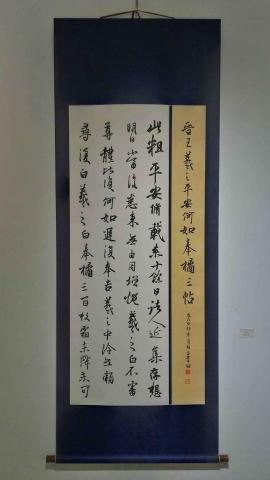 晉王羲之平安何如奉橘三帖
此粗平安脩載來十餘日諸人近集存想
明日當復悉來無由同增慨羲之白不審
尊體比復何如遲復奉告羲之中冷無賴
尋復白羲之白奉橘三百枚霜未降未可